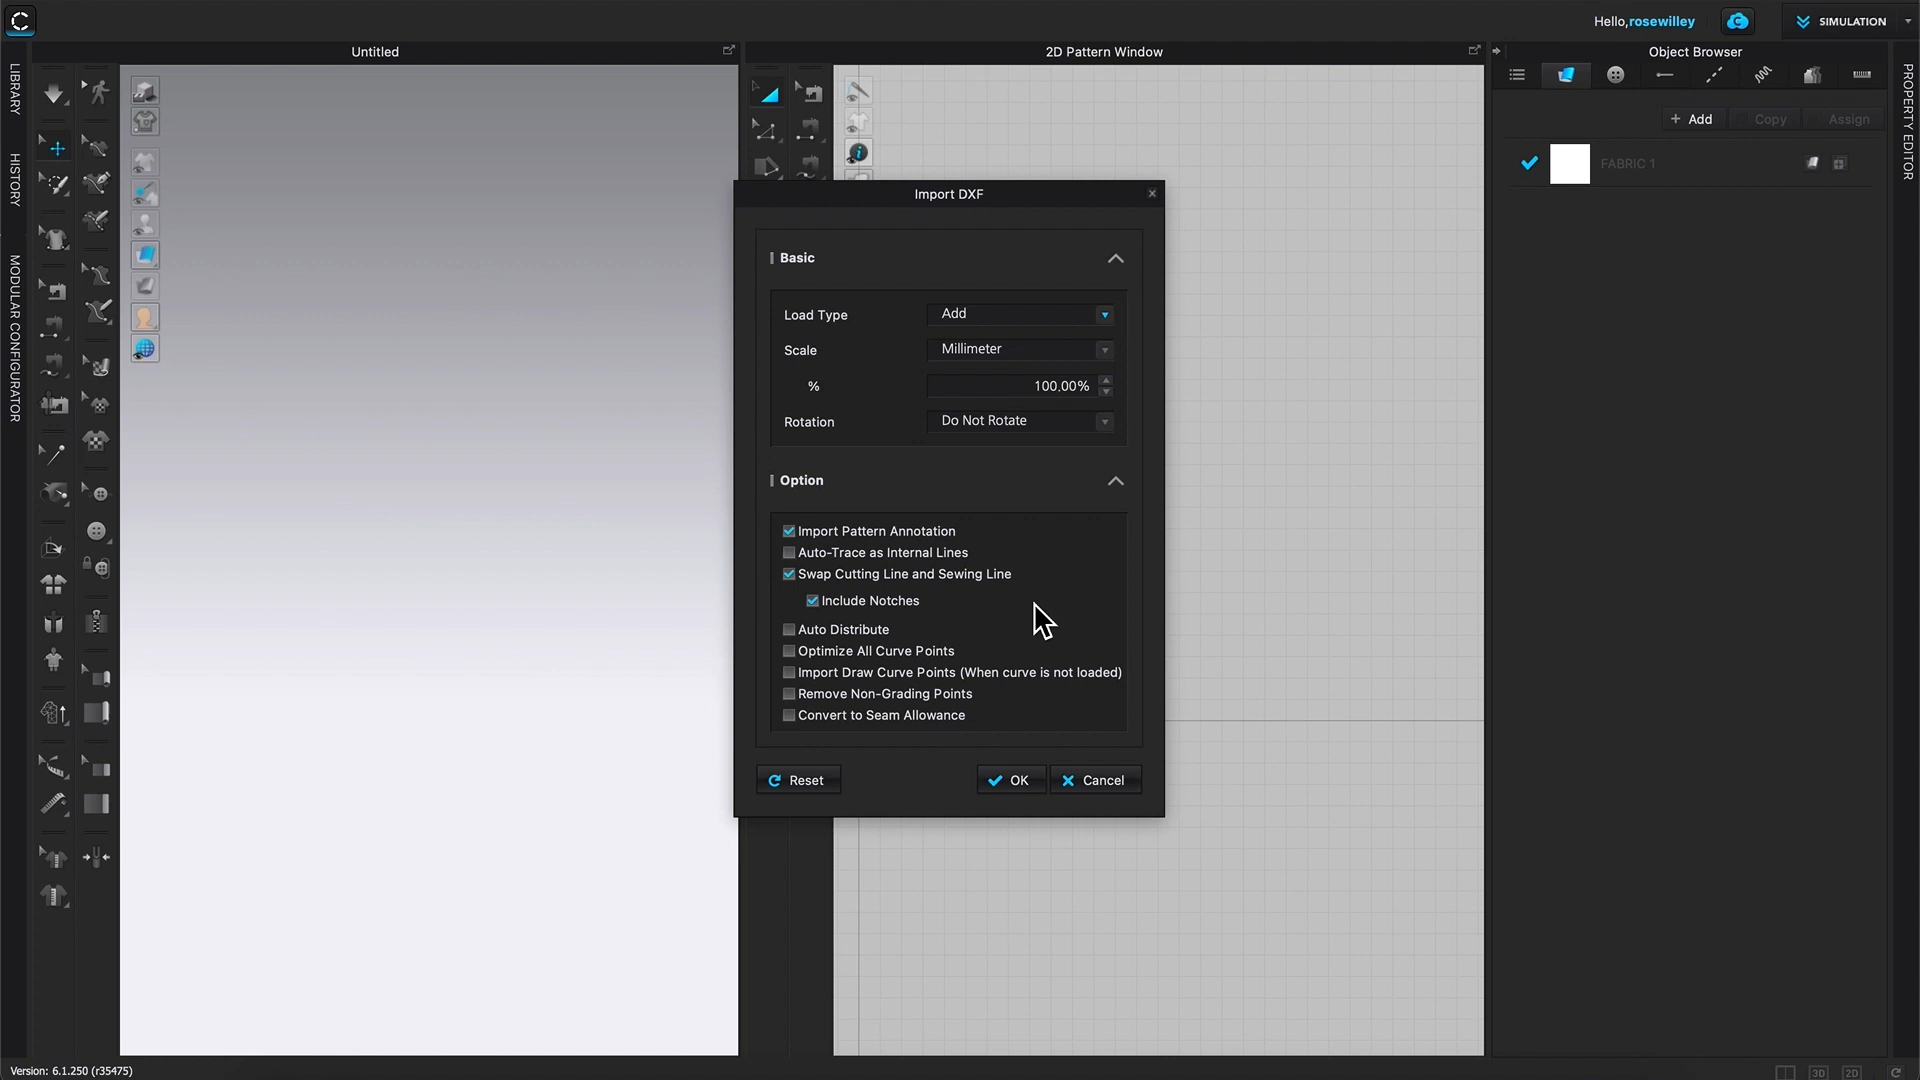 Hello,rosewilley
SIMULATION
Untitled
2D Pattern Window
Object Browser
LIBRARY
HISTORY
MODULAR CONFIGURATOR
PROPERTY EDITOR
+ Add
Copy
Assign
FABRIC 1
Import DXF
Basic
Load Type
Add
Scale
Millimeter
%
100.00%
Rotation
Do Not Rotate
Option
Import Pattern Annotation
Auto-Trace as Internal Lines
Swap Cutting Line and Sewing Line
Include Notches
Auto Distribute
Optimize All Curve Points
Import Draw Curve Points (When curve is not loaded)
Remove Non-Grading Points
Convert to Seam Allowance
Reset
OK
Cancel
Version: 6.1.250 (r35475)
3D
2D